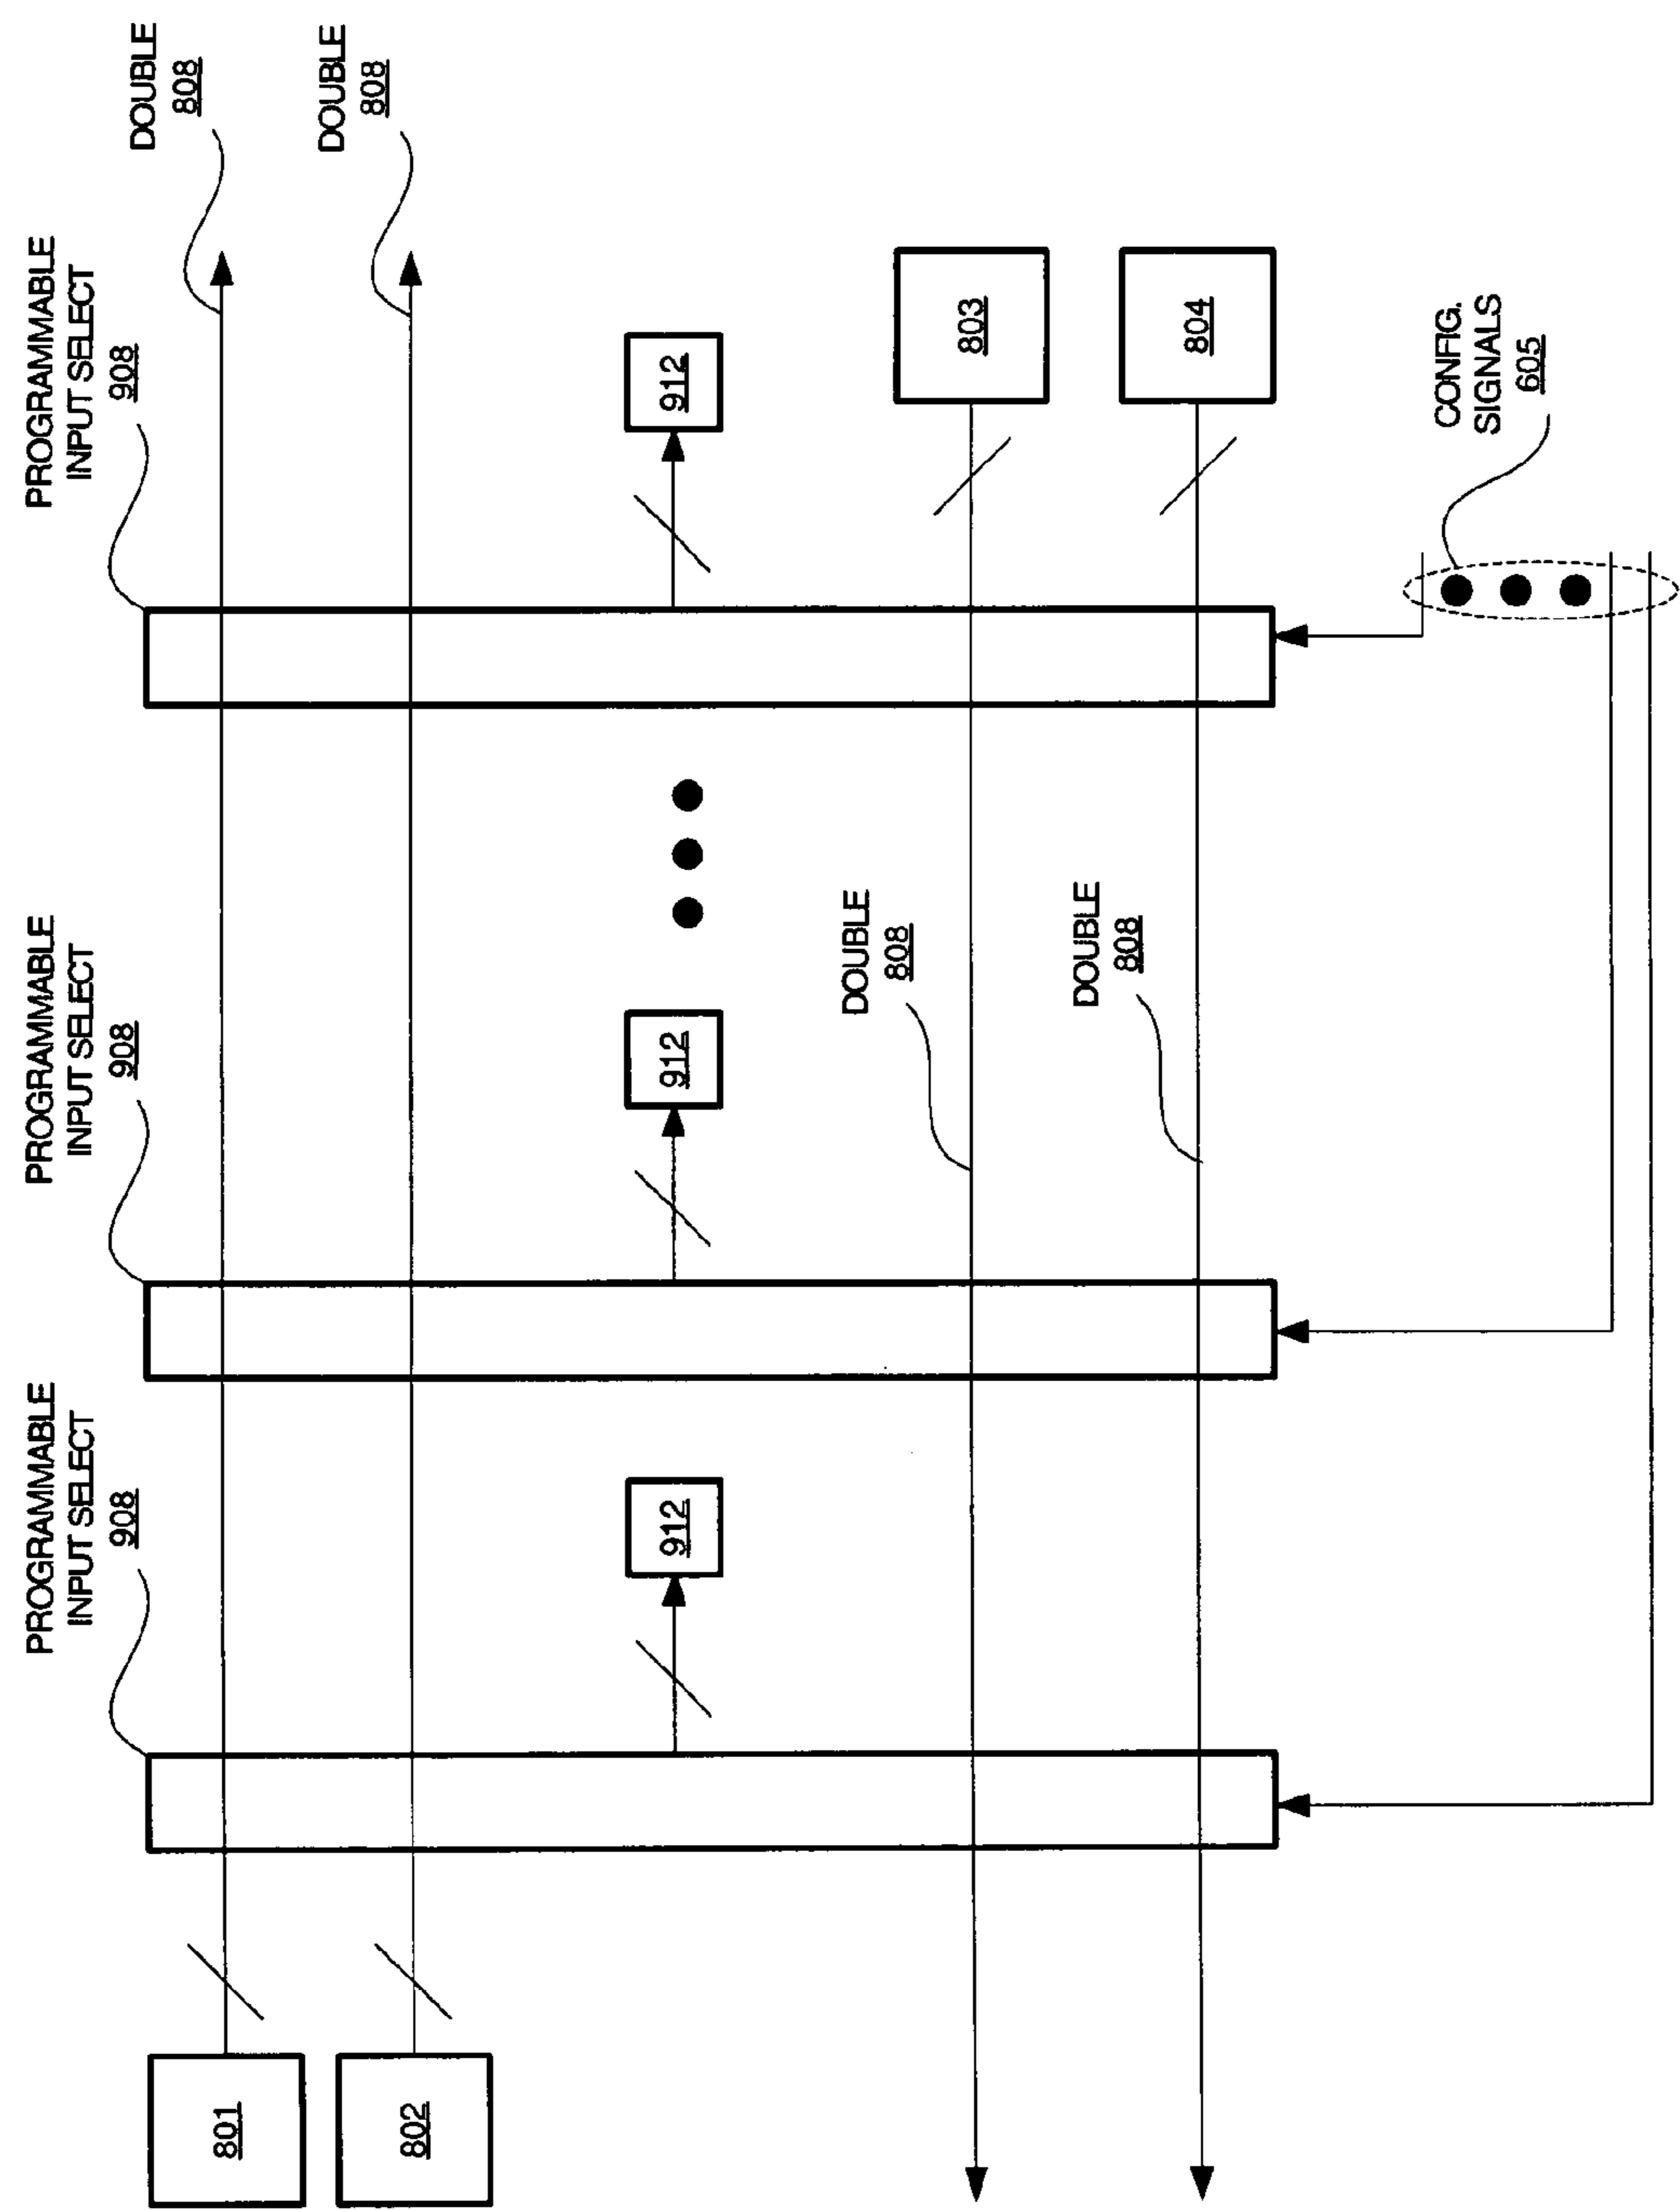 PROGRAMMABLE
INPUT SELECT
908
PROGRAMMABLE
INPUT SELECT
908
PROGRAMMABLE
INPUT SELECT
908
DOUBLE
808
801
DOUBLE
808
802
912
912
912
DOUBLE
808
803
DOUBLE
808
804
CONFIG.
SIGNALS
605